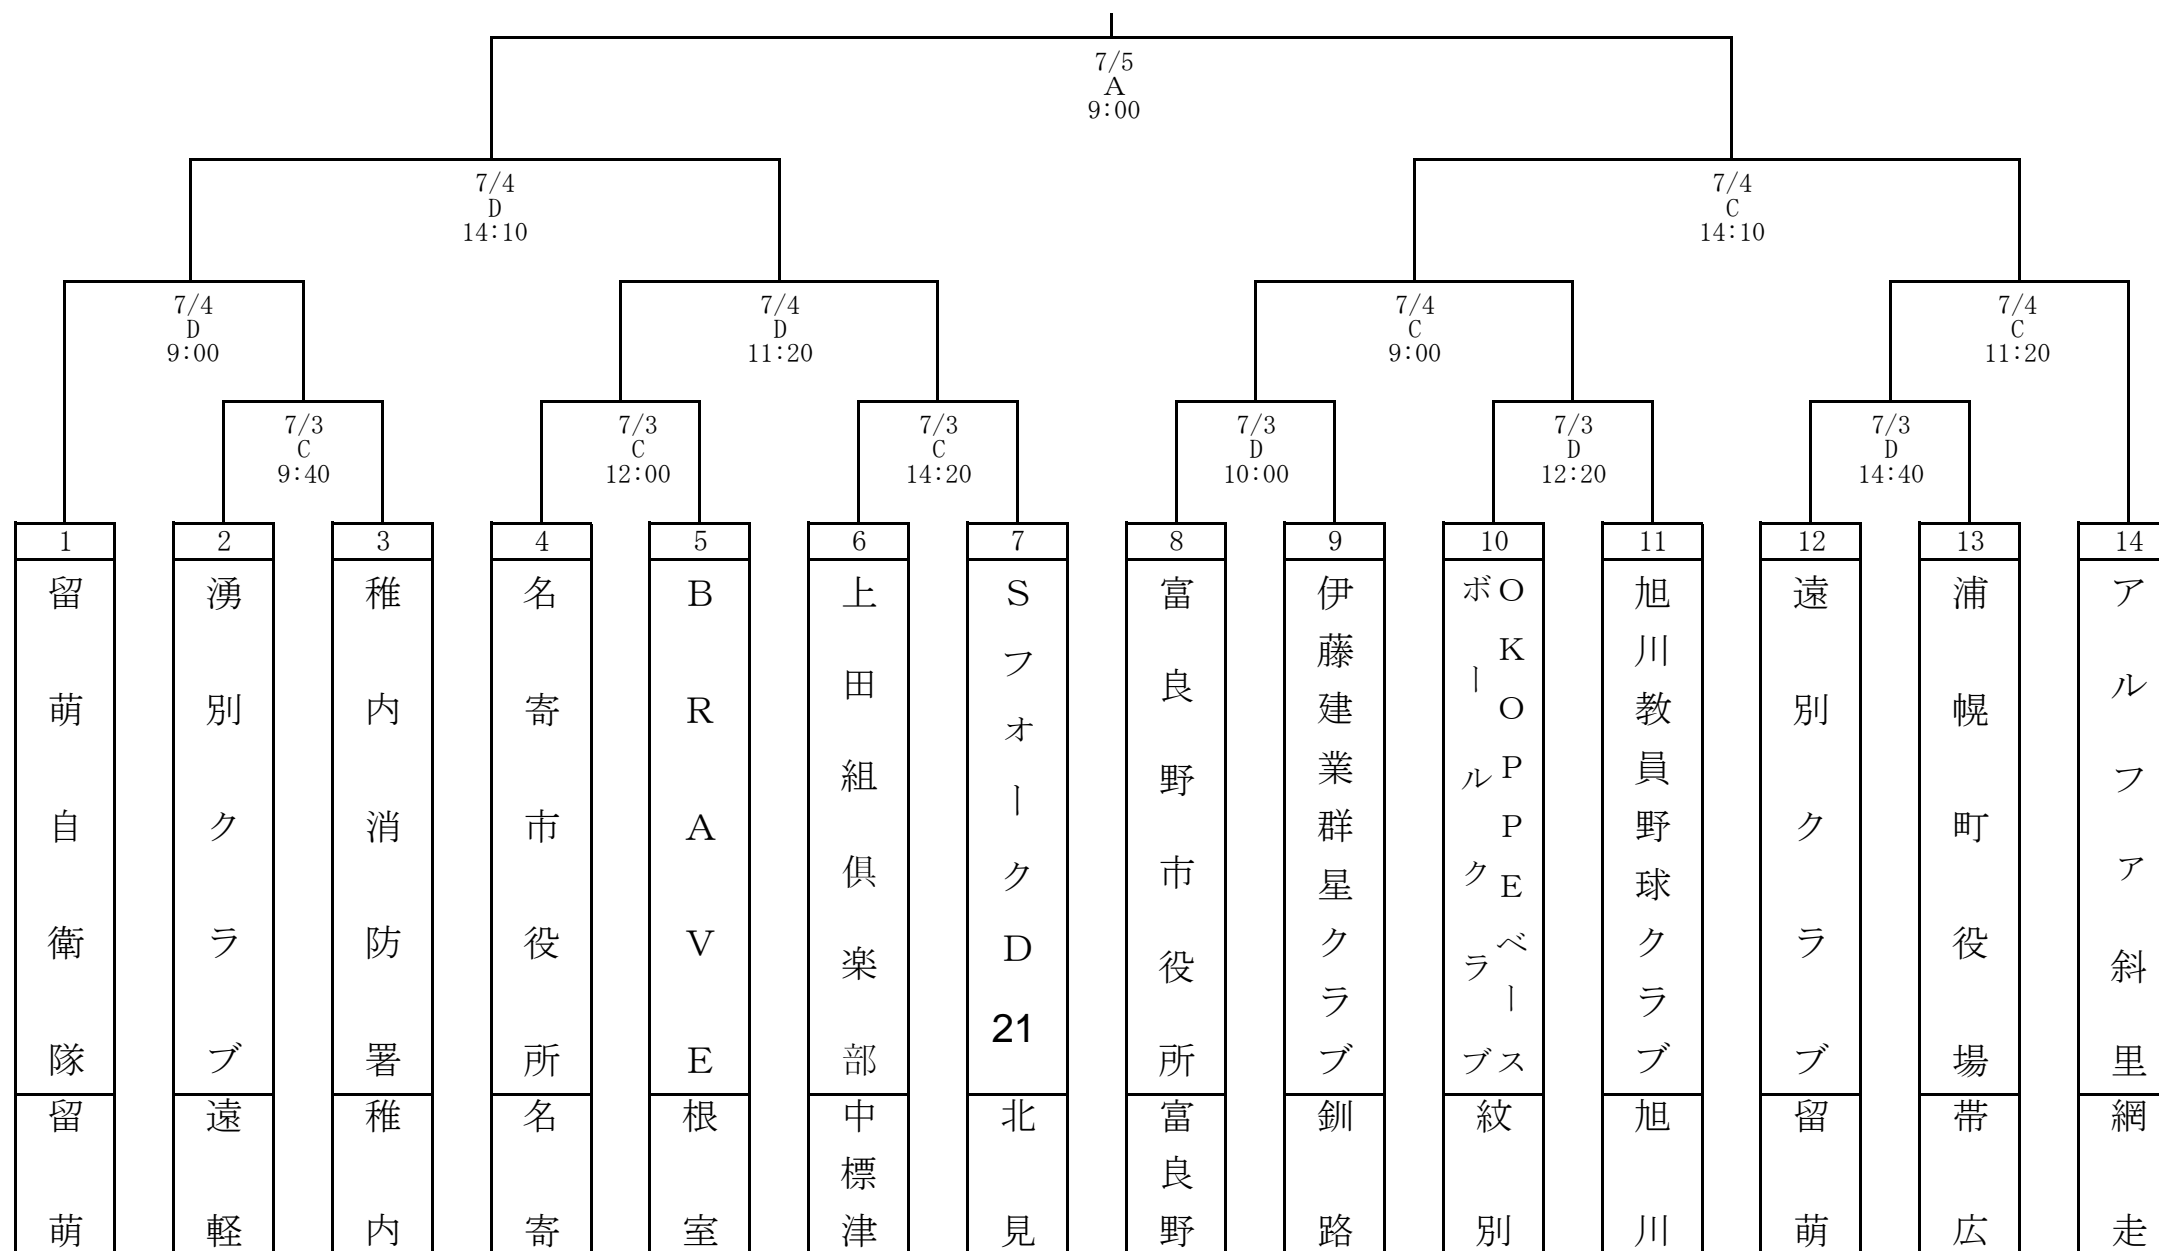 7/5
A
9:00
7/4
D
14:10
7/4
C
14:10
7/4
D
9:00
7/4
D
11:20
7/4
C
9:00
7/4
C
11:20
7/3
C
9:40
7/3
C
12:00
7/3
C
14:20
7/3
D
10:00
7/3
D
12:20
7/3
D
14:40
1
留萌自衛隊
留萌
2
湧別クラブ
遠軽
3
稚内消防署
稚内
4
名寄市役所
名寄
5
BRAVE
根室
6
上田組倶楽部
中標津
7
SフォークD21
北見
8
富良野市役所
富良野
9
伊藤建業群星クラブ
釧路
10
OKOPPEベース
ボールクラブ
紋別
11
旭川教員野球クラブ
旭川
12
遠別クラブ
留萌
13
浦幌町役場
帯広
14
アルファ斜里
網走